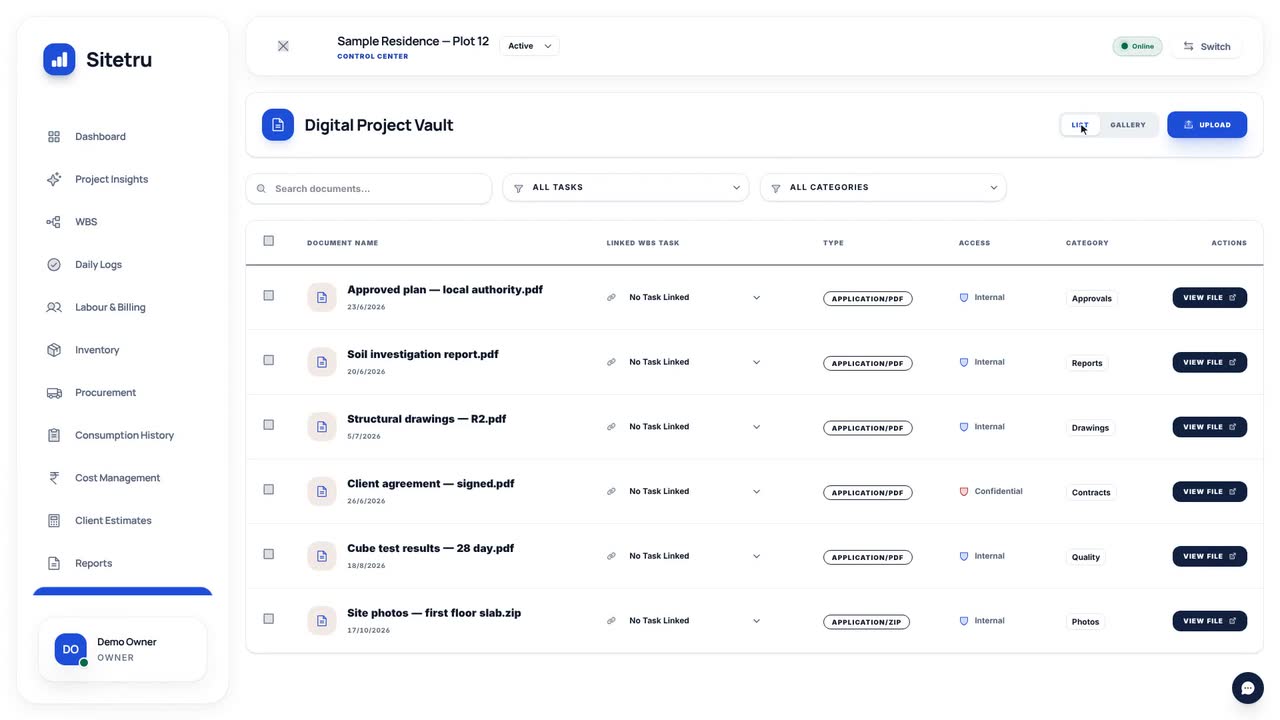 Sitetru
Dashboard
Project Insights
WBS
Daily Logs
Labour & Billing
Inventory
Procurement
Consumption History
Cost Management
Client Estimates
Reports
DO
Demo Owner
OWNER
Sample Residence — Plot 12
CONTROL CENTER
Active
Online
Switch
Digital Project Vault
LIST
GALLERY
UPLOAD
Search documents...
ALL TASKS
ALL CATEGORIES
DOCUMENT NAME LINKED WBS TASK TYPE ACCESS CATEGORY ACTIONS
Approved plan — local authority.pdf
23/6/2026
No Task Linked APPLICATION/PDF Internal Approvals VIEW FILE
Soil investigation report.pdf
20/6/2026
No Task Linked APPLICATION/PDF Internal Reports VIEW FILE
Structural drawings — R2.pdf
5/7/2026
No Task Linked APPLICATION/PDF Internal Drawings VIEW FILE
Client agreement — signed.pdf
26/6/2026
No Task Linked APPLICATION/PDF Confidential Contracts VIEW FILE
Cube test results — 28 day.pdf
18/8/2026
No Task Linked APPLICATION/PDF Internal Quality VIEW FILE
Site photos — first floor slab.zip
17/10/2026
No Task Linked APPLICATION/ZIP Internal Photos VIEW FILE